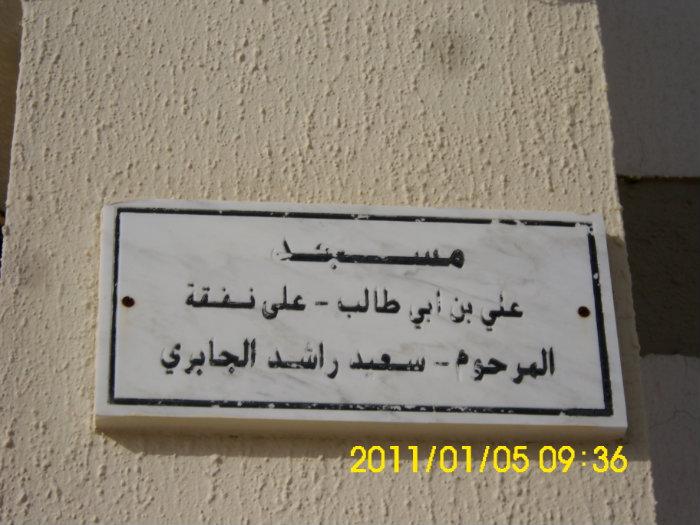 مسجد
علي بن أبي طالب - على نفقة
المرحوم - سعيد راشد الجابري
2011/01/05 09:36